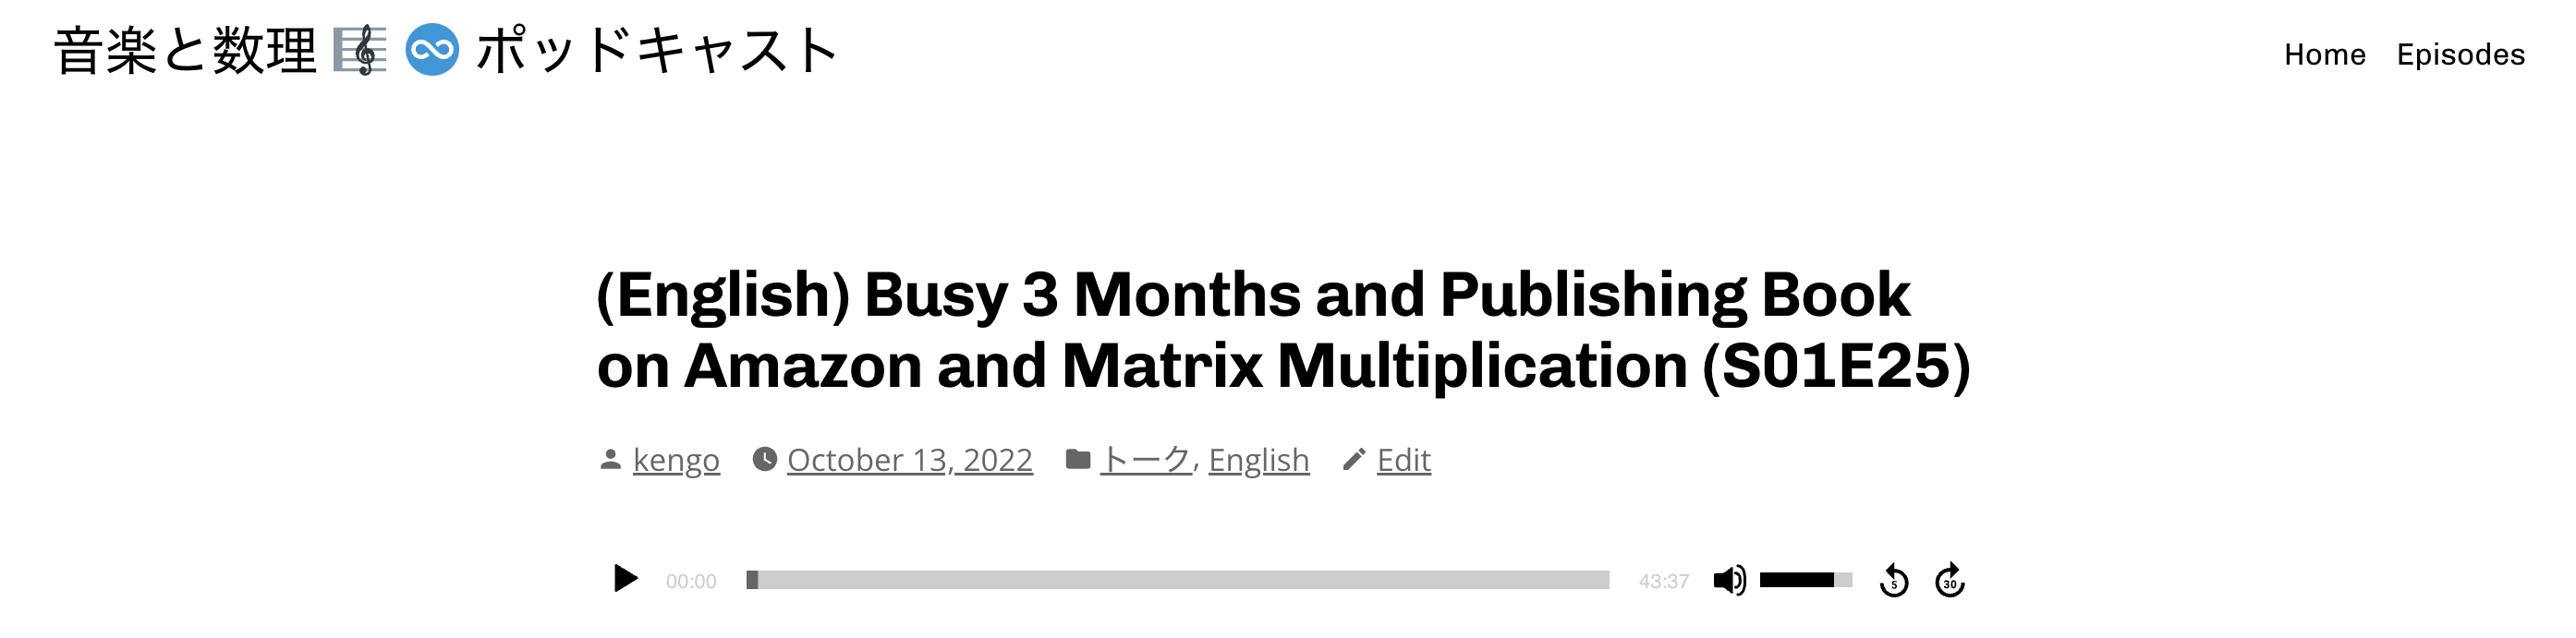 音楽と数理 🎼 ♾ ポッドキャスト
Home Episodes
(English) Busy 3 Months and Publishing Book
on Amazon and Matrix Multiplication (S01E25)
kengo October 13, 2022 トーク, English Edit
00:00 43:37 5 30